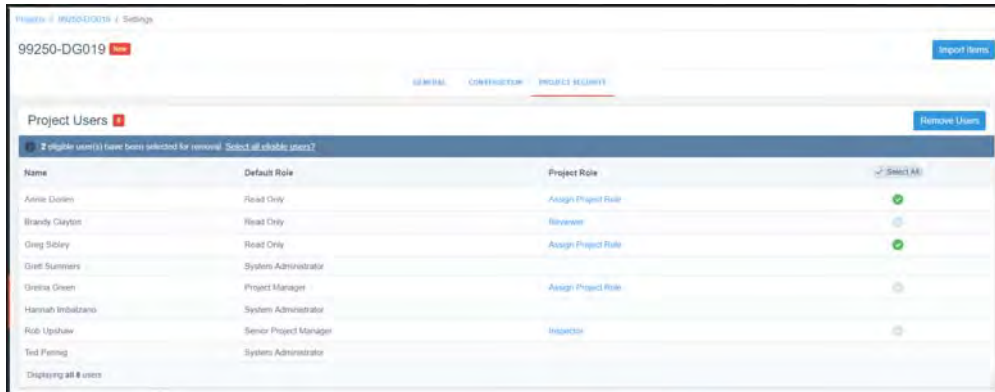 Projects / 99250-DG019 / Settings
99250-DG019 New
Import Items
GENERAL CONSTRUCTION PROJECT SECURITY
Project Users 8
Remove Users
2 eligible user(s) have been selected for removal. Select all eligible users?
Name Default Role Project Role Select All
Annie Read Only Assign Project Role
Brandy Clayton Read Only Reviewer
Greg Sibley Read Only Assign Project Role
Grett Summers System Administrator
Gretna Green Project Manager Assign Project Role
Hannah Imbalzano System Administrator
Rob Upshaw Senior Project Manager Inspector
Ted System Administrator
Displaying all 8 users